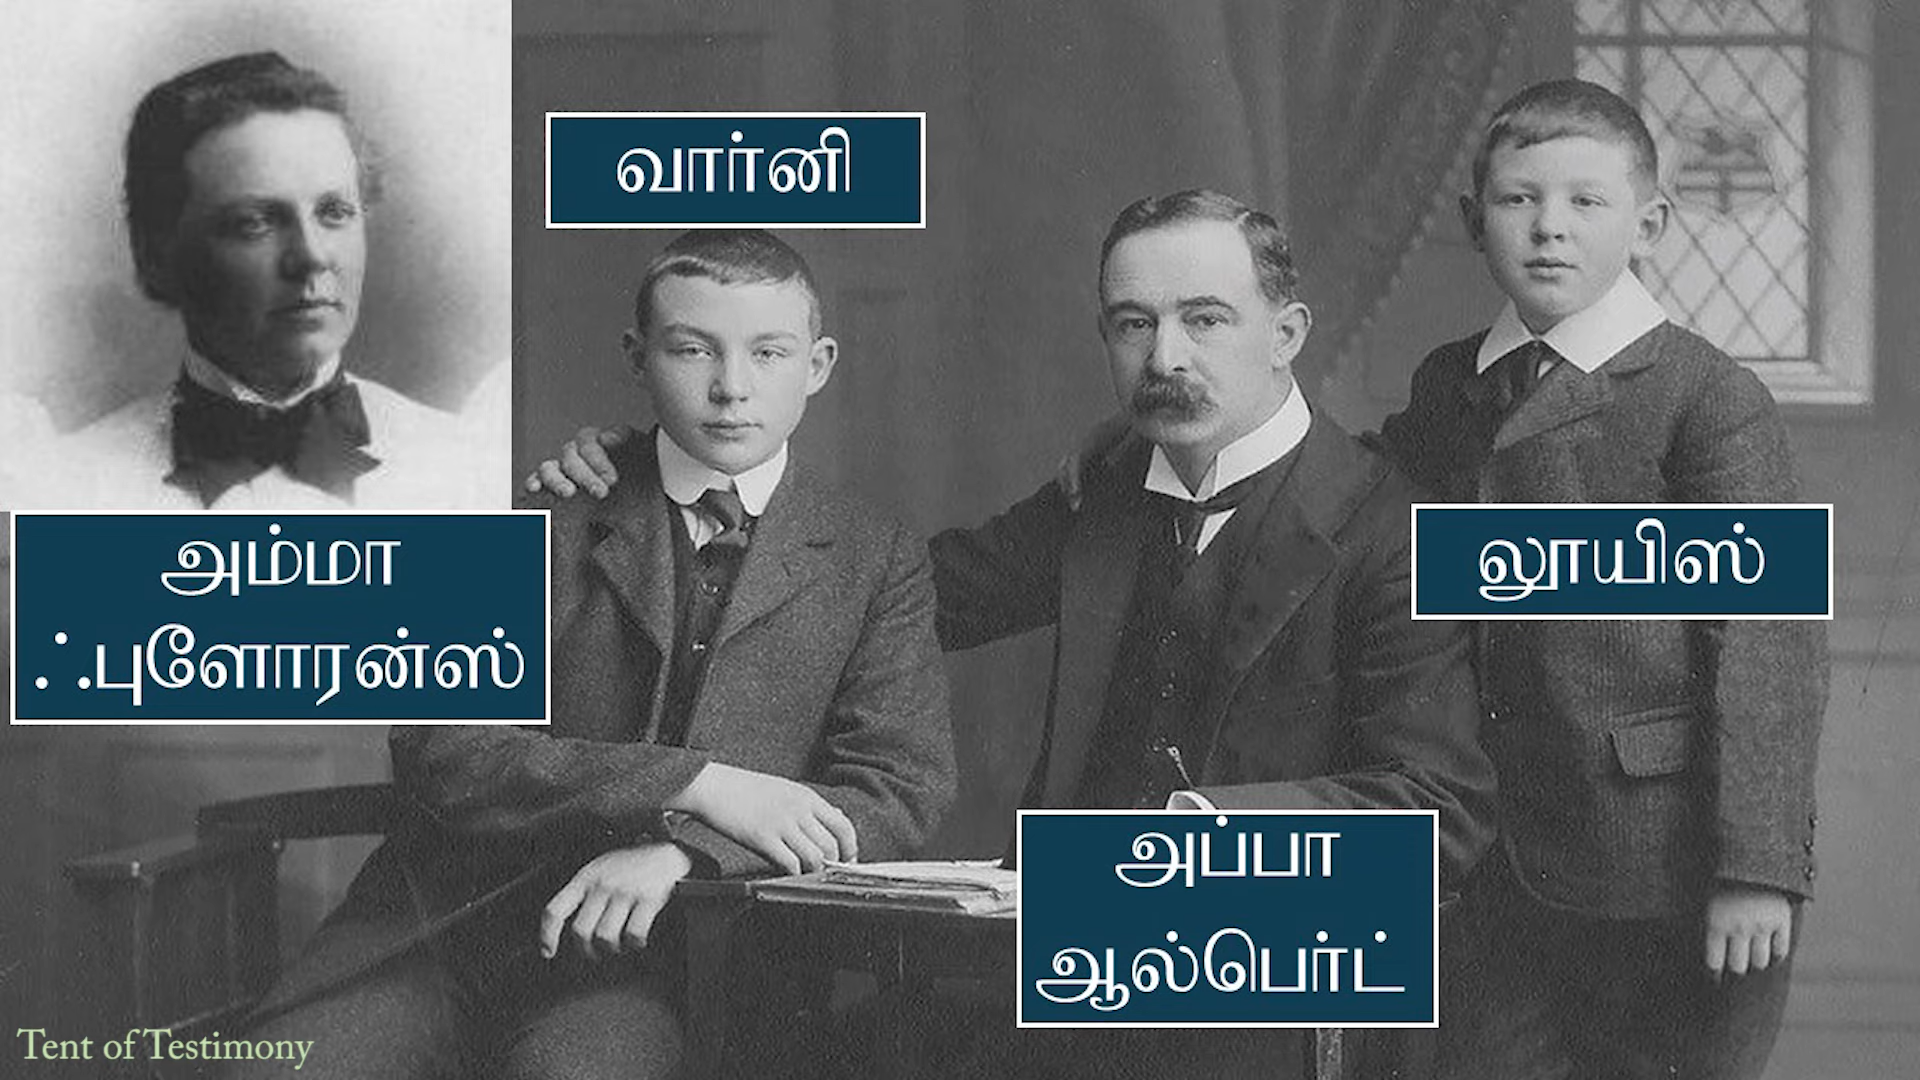 வார்னி
அம்மா
ஃபுளோரன்ஸ்
லூயிஸ்
அப்பா
ஆல்பெர்ட்
Tent of Testimony